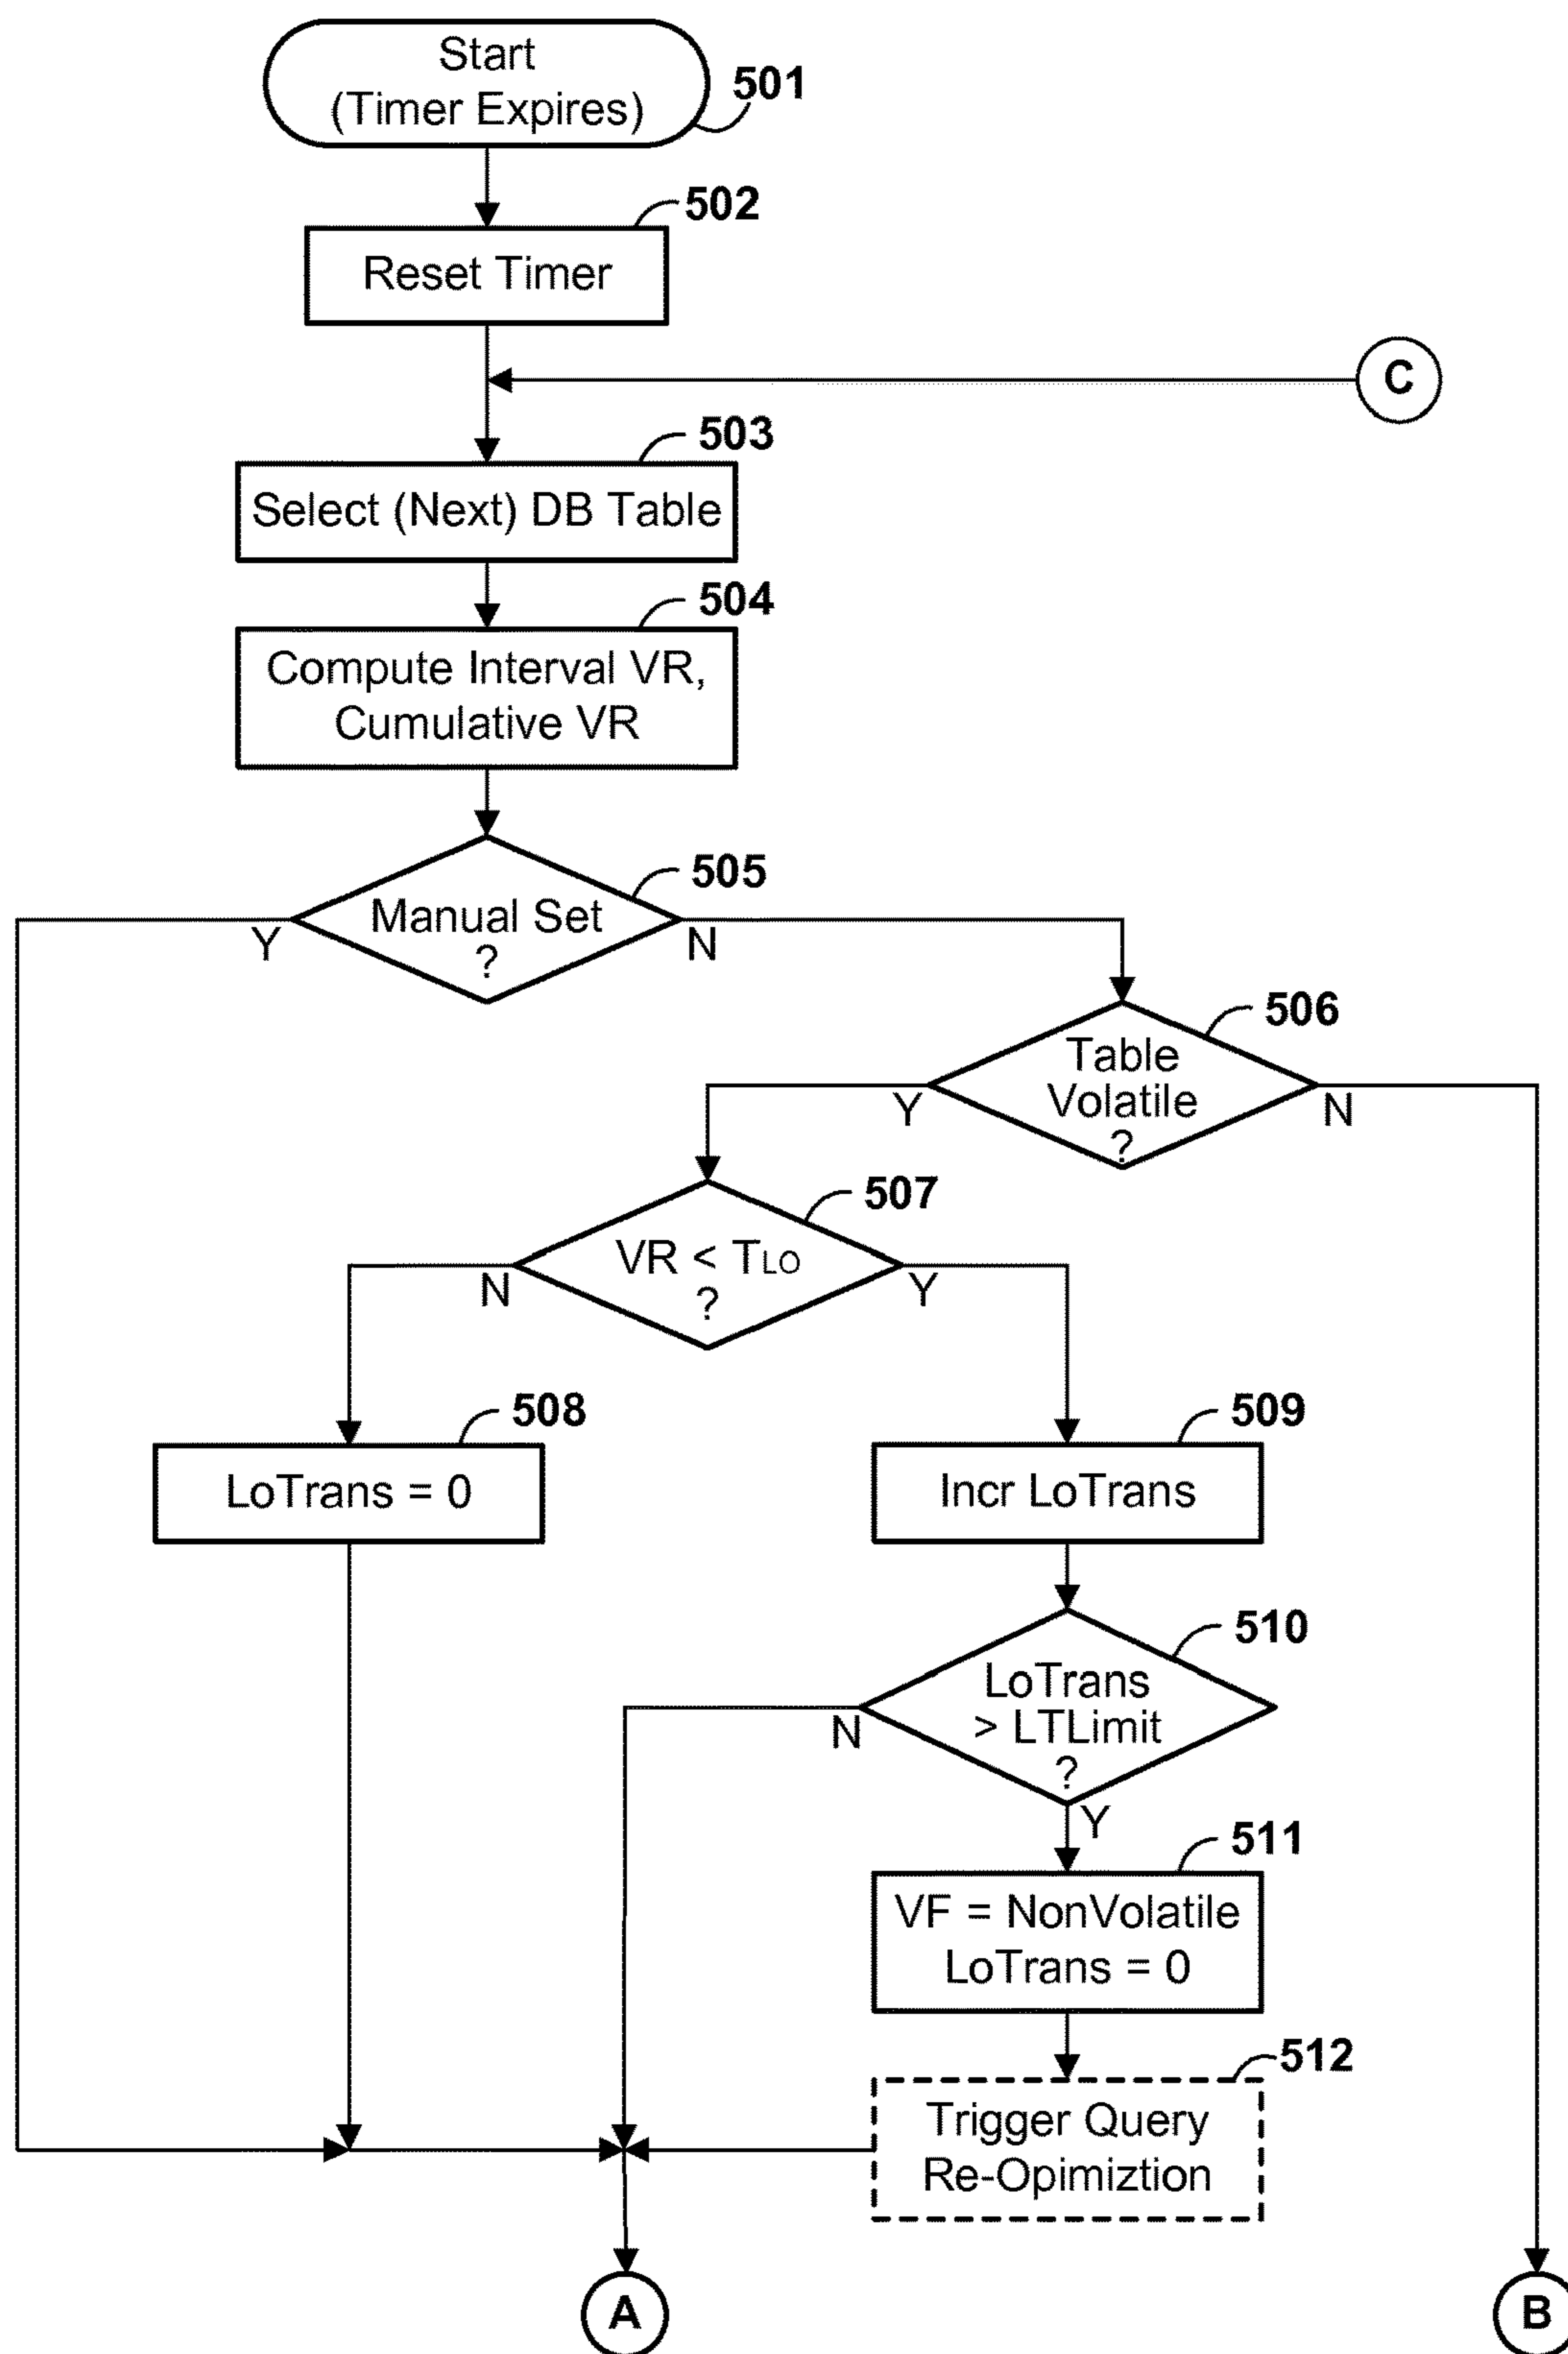 Start
(Timer Expires)
501
502
Reset Timer
C
503
Select (Next) DB Table
504
Compute Interval VR,
Cumulative VR
505
Manual Set
?
Y
N
506
Table
Volatile
?
Y
N
507
VR < TLO
?
N
Y
508
LoTrans = 0
509
Incr LoTrans
510
LoTrans
> LTLimit
?
N
Y
511
VF = NonVolatile
LoTrans = 0
512
Trigger Query
Re-Opimiztion
A
B